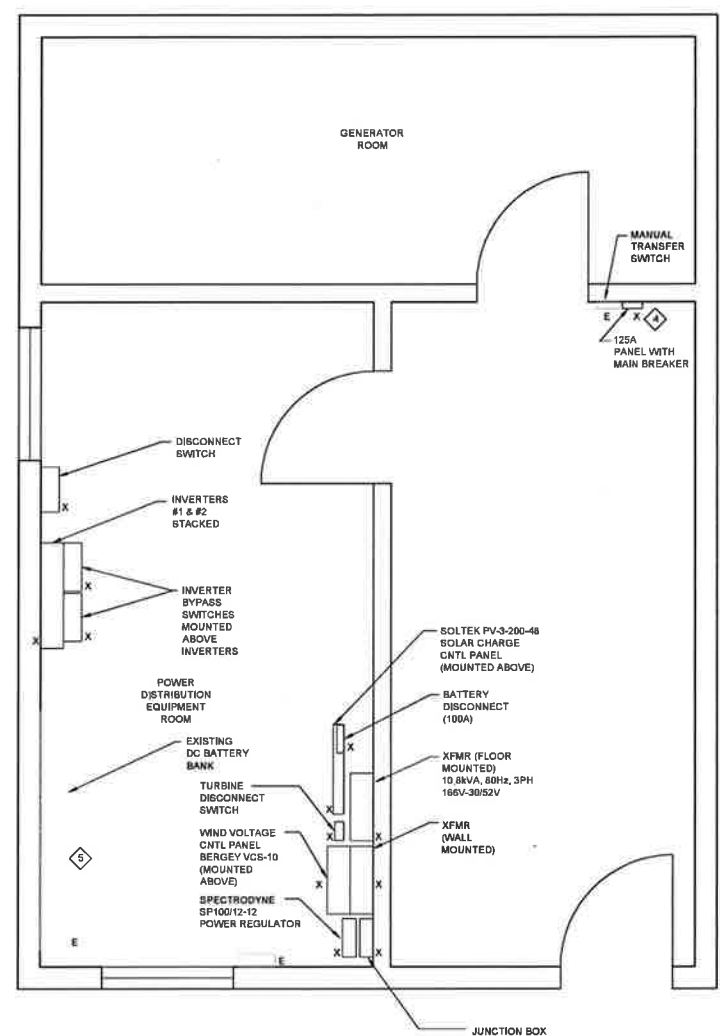 GENERATOR
ROOM
MANUAL
TRANSFER
SWITCH
E
X
4
125A
PANEL WITH
MAIN BREAKER
DISCONNECT
SWITCH
X
INVERTERS
#1 & #2
STACKED
X
X
X
INVERTER
BYPASS
SWITCHES
MOUNTED
ABOVE
INVERTERS
SOLTEK PV-3-200-48
SOLAR CHARGE
CNTL PANEL
(MOUNTED ABOVE)
POWER
DISTRIBUTION
EQUIPMENT
ROOM
BATTERY
DISCONNECT
(100A)
X
EXISTING
DC BATTERY
BANK
XFMR (FLOOR
MOUNTED)
10.8kVA, 60Hz, 3PH
166V-30/52V
TURBINE
DISCONNECT
SWITCH
X
X
X
XFMR
(WALL
MOUNTED)
WIND VOLTAGE
CNTL PANEL
BERGEY VCS-10
(MOUNTED
ABOVE)
5
X
X
SPECTRODYNE
SP100/12-12
POWER REGULATOR
X
X
E
E
JUNCTION BOX